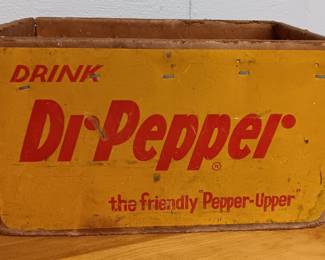 DRINK
Dr Pepper ®
the friendly "Pepper-Upper"